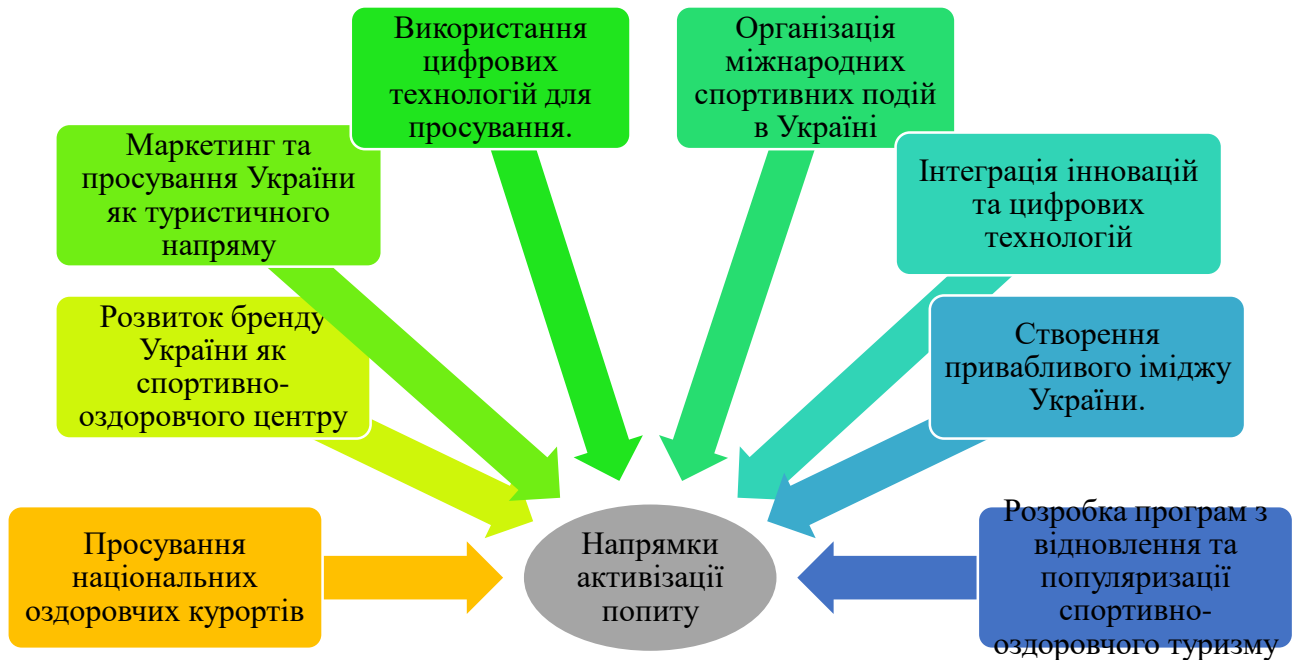 Використання
цифрових
технологій для
просування.
Організація
міжнародних
спортивних подій
в Україні
Маркетинг та
просування України
як туристичного
напряму
Інтеграція інновацій
та цифрових
технологій
Розвиток бренду
України як
спортивно-
оздоровчого центру
Створення
привабливого іміджу
України.
Просування
національних
оздоровчих курортів
Напрямки
активізації
попиту
Розробка програм з
відновлення та
популяризації
спортивно-
оздоровчого туризму